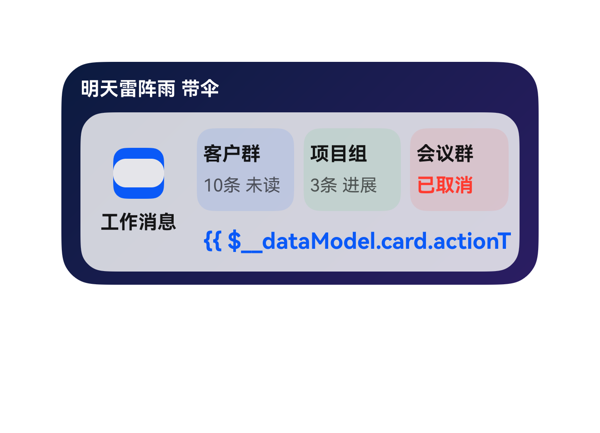 明天雷阵雨 带伞
工作消息
客户群
10条 未读
项目组
3条 进展
会议群
已取消
{{ $__dataModel.card.actionT